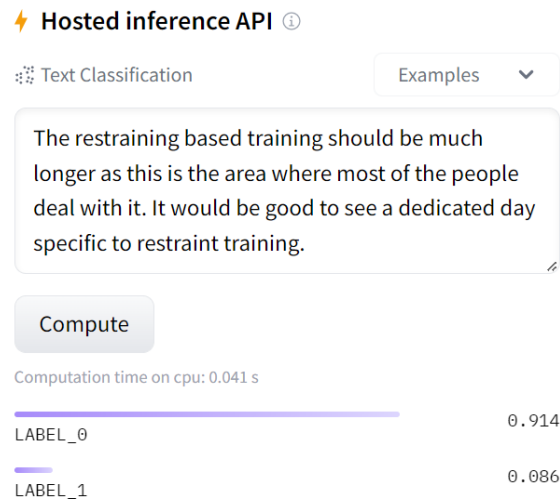 Hosted inference API
Text Classification
Examples
The restraining based training should be much
longer as this is the area where most of the people
deal with it. It would be good to see a dedicated day
specific to restraint training.
Compute
Computation time on cpu: 0.041 s
LABEL_0 0.914
LABEL_1 0.086